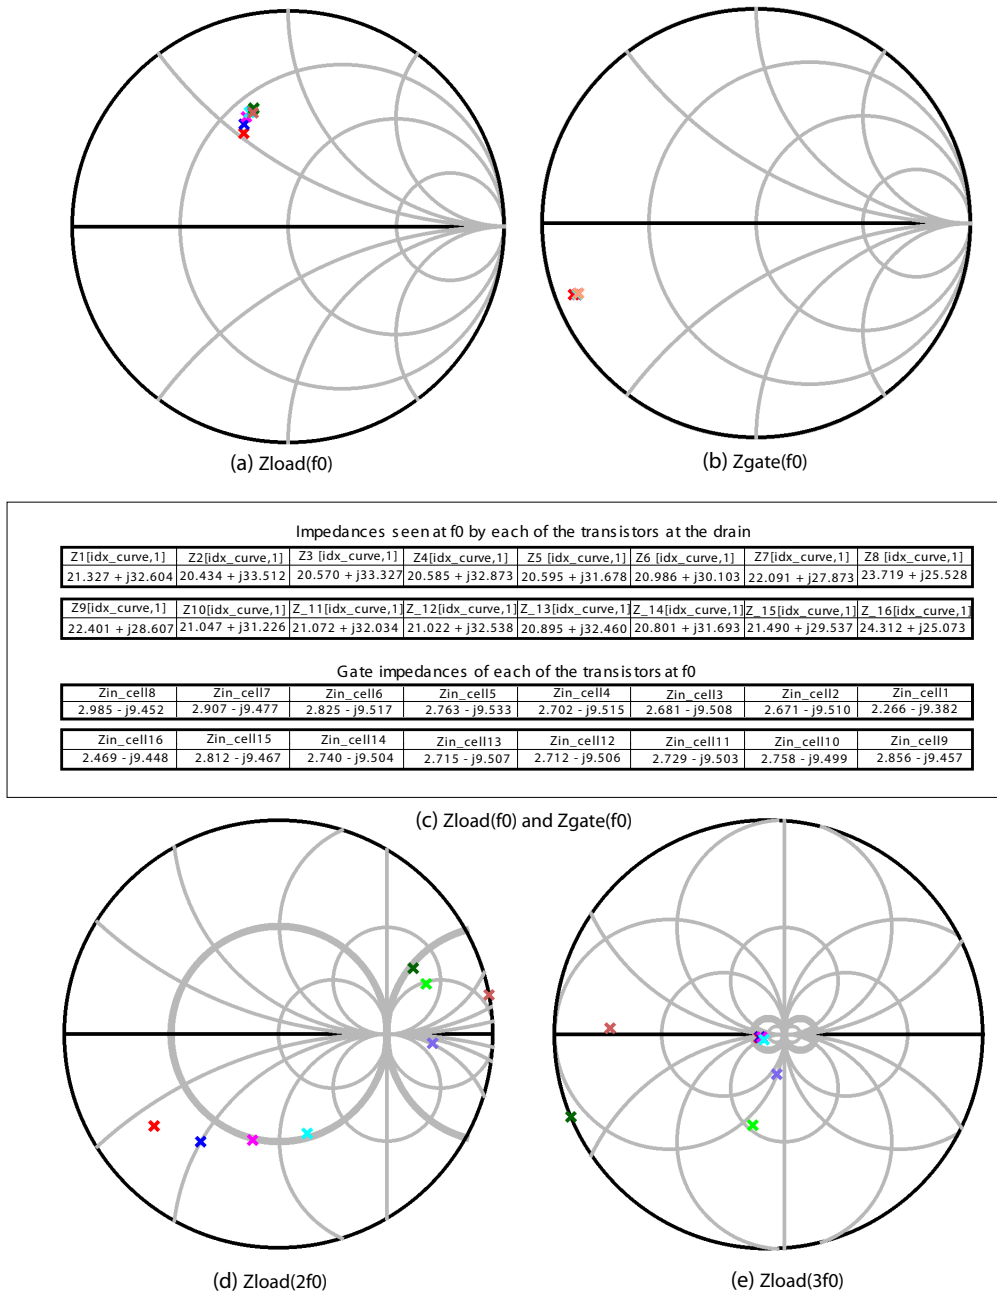 (a) Zload(f0)
(b) Zgate(f0)
Impedances seen at f0 by each of the transistors at the drain
Z1[idx_curve,1] Z2[idx_curve,1] Z3 [idx_curve,1] Z4[idx_curve,1] Z5 [idx_curve,1] Z6 [idx_curve,1] Z7[idx_curve,1] Z8 [idx_curve,1]
21.327 + j32.604 20.434 + j33.512 20.570 + j33.327 20.585 + j32.873 20.595 + j31.678 20.986 + j30.103 22.091 + j27.873 23.719 + j25.528
Z9[idx_curve,1] Z10[idx_curve,1] Z_11[idx_curve,1] Z_12[idx_curve,1] Z_13[idx_curve,1] Z_14[idx_curve,1] Z_15[idx_curve,1] Z_16[idx_curve,1]
22.401 + j28.607 21.047 + j31.226 21.072 + j32.034 21.022 + j32.538 20.895 + j32.460 20.801 + j31.693 21.490 + j29.537 24.312 + j25.073
Gate impedances of each of the transistors at f0
Zin_cell8 Zin_cell7 Zin_cell6 Zin_cell5 Zin_cell4 Zin_cell3 Zin_cell2 Zin_cell1
2.985 - j9.452 2.907 - j9.477 2.825 - j9.517 2.763 - j9.533 2.702 - j9.515 2.681 - j9.508 2.671 - j9.510 2.266 - j9.382
Zin_cell16 Zin_cell15 Zin_cell14 Zin_cell13 Zin_cell12 Zin_cell11 Zin_cell10 Zin_cell9
2.469 - j9.448 2.812 - j9.467 2.740 - j9.504 2.715 - j9.507 2.712 - j9.506 2.729 - j9.503 2.758 - j9.499 2.856 - j9.457
(c) Zload(f0) and Zgate(f0)
(d) Zload(2f0)
(e) Zload(3f0)